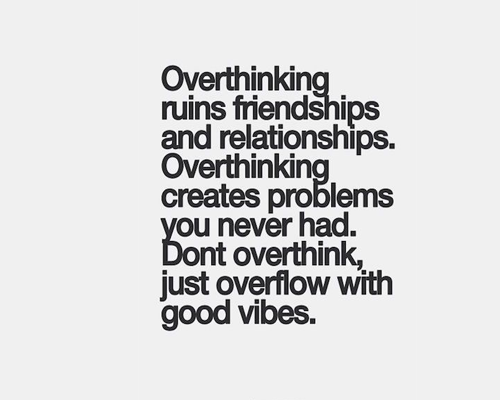 Overthinking
ruins friendships
and relationships.
Overthinking
creates problems
you never had.
Dont overthink,
just overflow with
good vibes.